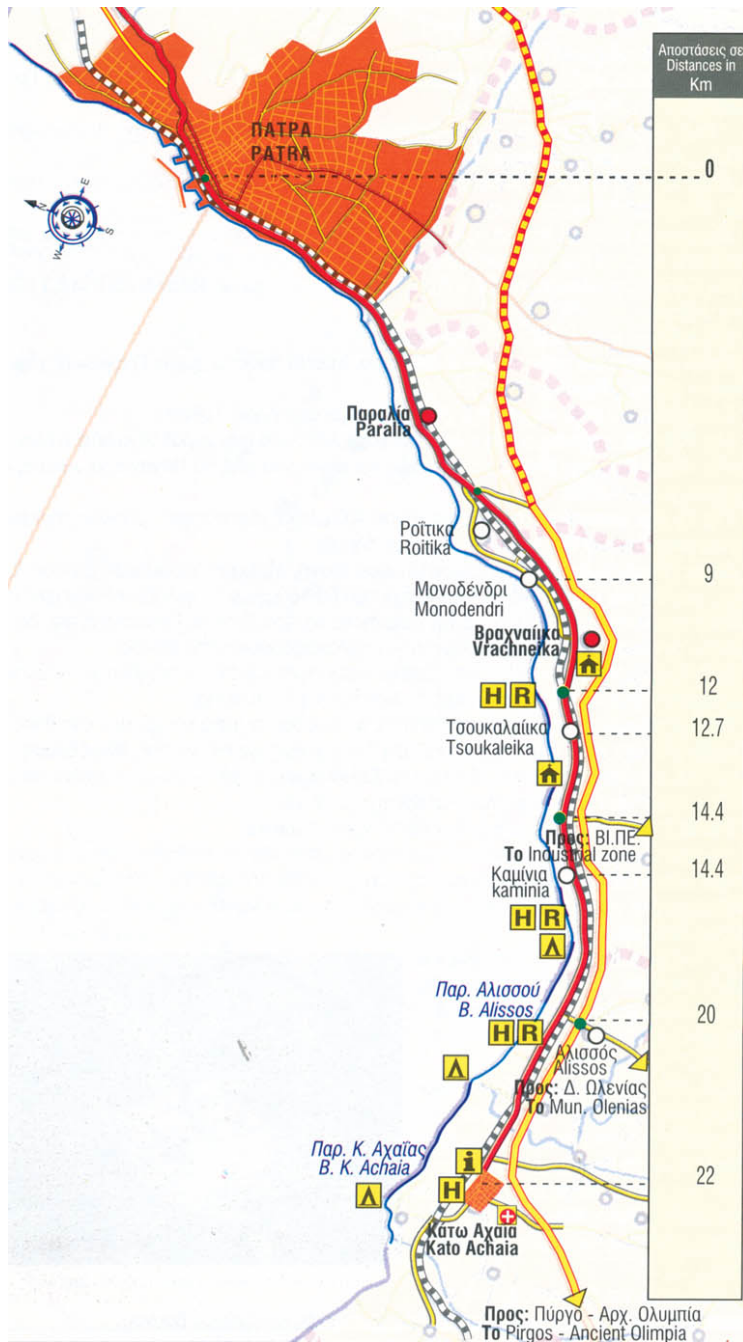 Αποστάσεις σε
Distances in
Km
ΠΑΤΡΑ
PATRA
0
N
E
W
S
Παραλία
Paralia
Ροΐτικα
Roitika
9
Μονοδένδρι
Monodendri
Βραχναίικα
Vrachneika
12
H R
Τσουκαλαίικα
Tsoukaleika
12.7
14.4
Προς: ΒΙ.ΠΕ.
To Industrial zone
Καμίνια
kaminia
14.4
H R
Παρ. Αλισσού
B. Alissos
20
H R
Αλισσός
Alissos
Προς: Δ. Ωλενίας
To Mun. Olenias
Παρ. Κ. Αχαΐας
B. K. Achaia
i
22
H
Κάτω Αχαΐα
Kato Achaia
Προς: Πύργο - Αρχ. Ολυμπία
To Pirgos - Ancient Olimpia